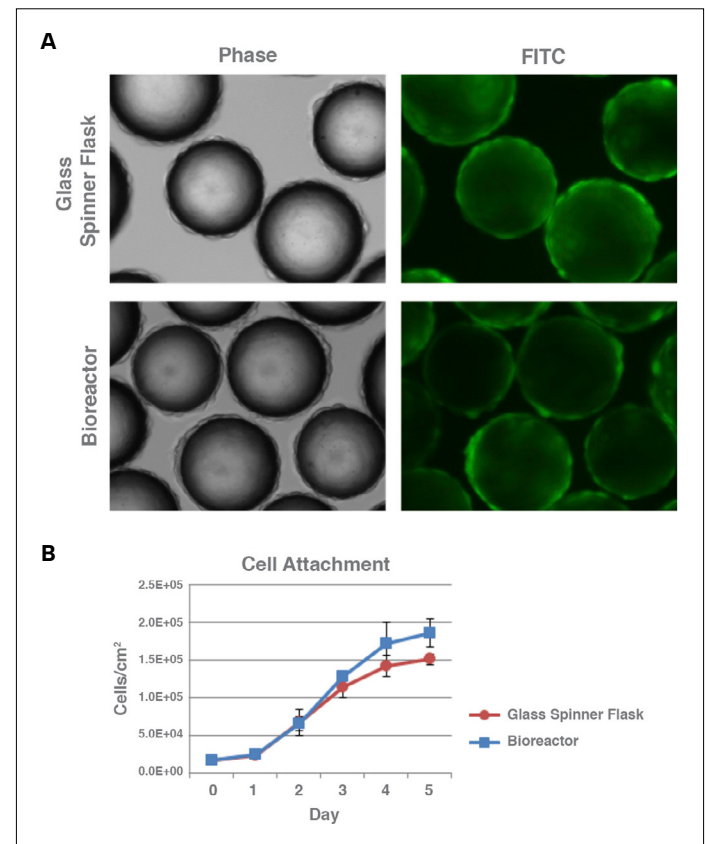 A
Phase
FITC
Glass
Spinner Flask
Bioreactor
B
Cell Attachment
2.5E+05
2.0E+05
1.5E+05
1.0E+05
5.0E+04
0.0E+00
Cells/cm²
0 1 2 3 4 5
Day
Glass Spinner Flask
Bioreactor